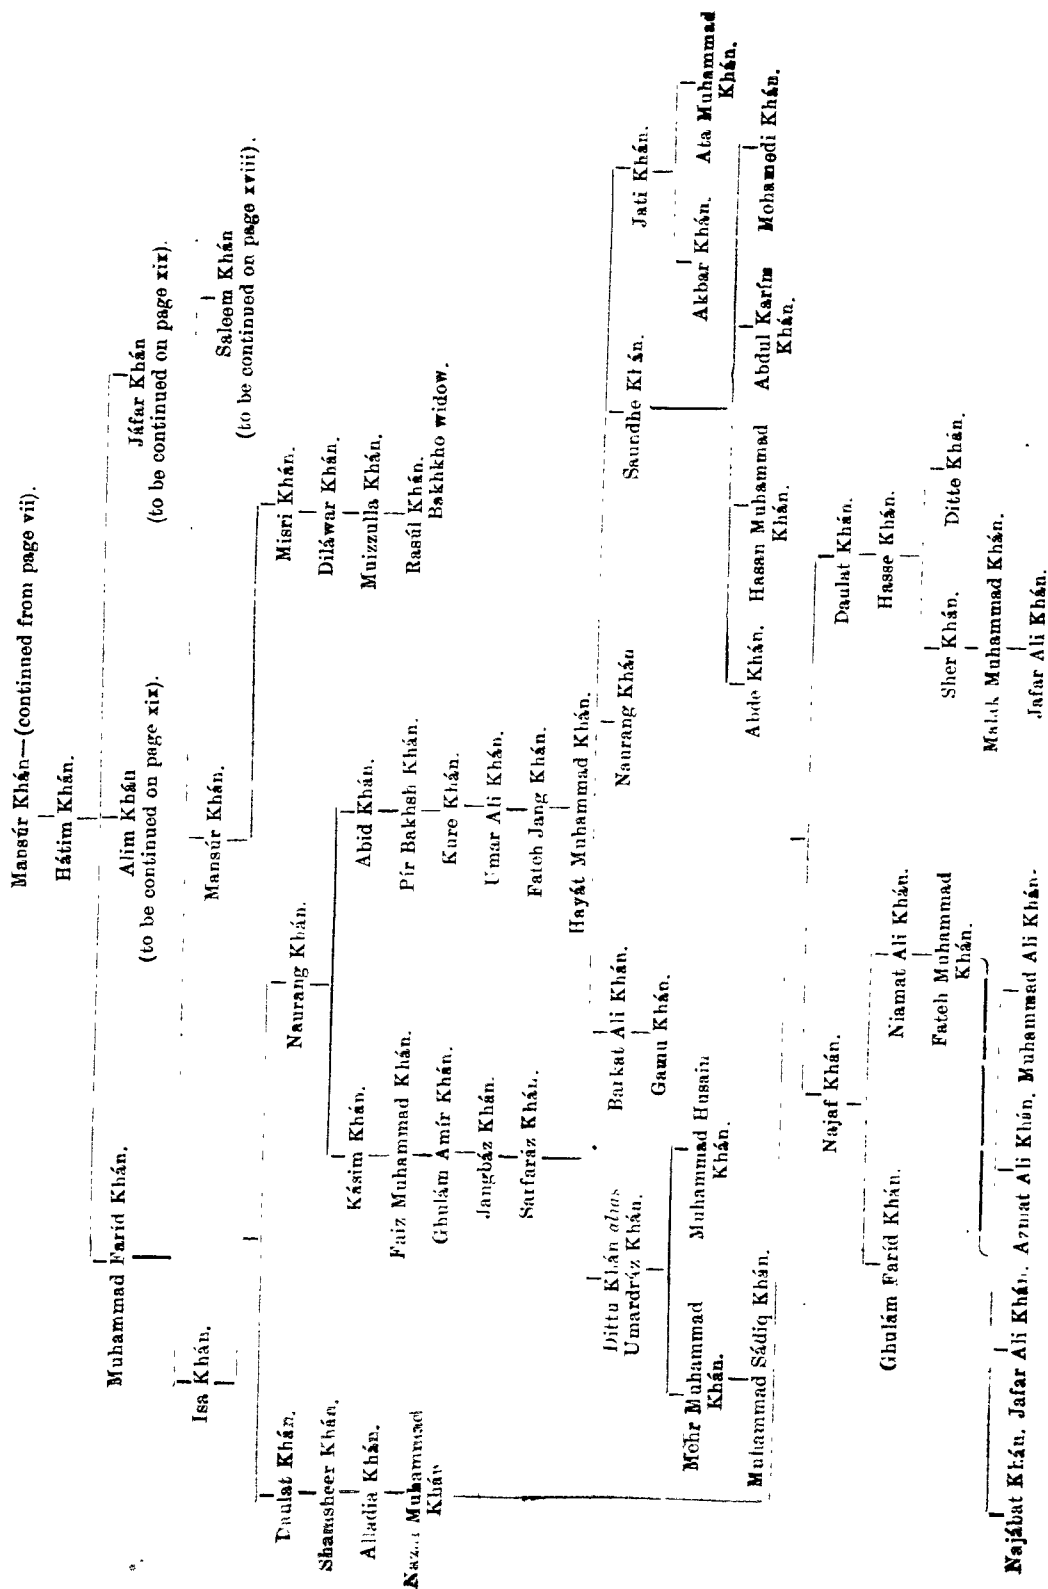 Mansúr Khán—(continued from page vii).
Hátim Khán.
Muhammad Farid Khán.
Alim Khán
(to be continued on page xix).
Jáfar Khán
(to be continued on page xix).
Isa Khán.
Mansúr Khán.
Saleem Khán
(to be continued on page xviii).
Daulat Khán.
Naurang Khán.
Misri Khán.
Shamsheer Khán.
Kásim Khán.
Abid Khán.
Diláwar Khán.
Alladia Khán.
Faiz Muhammad Khán.
Pír Bakhsh Khán.
Muizzulla Khán.
Nazar Muhammad
Khán
Ghulám Amír Khán.
Kure Khán.
Rasúl Khán.
Bakhkho widow.
Jangbáz Khán.
Umar Ali Khán.
Sarfaráz Khán.
Fateh Jang Khán.
Hayát Muhammad Khán.
Dittu Khán alias
Umardráz Khán.
Barkat Ali Khán.
Naurang Khán
Saundhe Khán.
Jati Khán.
Gamu Khán.
Mehr Muhammad
Khán.
Muhammad Husain
Khán.
Akbar Khán.
Ata Muhammad
Khán.
Muhammad Sádiq Khán.
Abde Khán.
Hasan Muhammad
Khán.
Abdul Karím
Khán.
Mohamedi Khán.
Najaf Khán.
Daulat Khán.
Ghulám Farid Khán.
Niamat Ali Khán.
Hasse Khán.
Fateh Muhammad
Khán.
Sher Khán.
Ditte Khán.
Malak Muhammad Khán.
Najábat Khán. Jafar Ali Khán. Azmat Ali Khán. Muhammad Ali Khán.
Jafar Ali Khán.